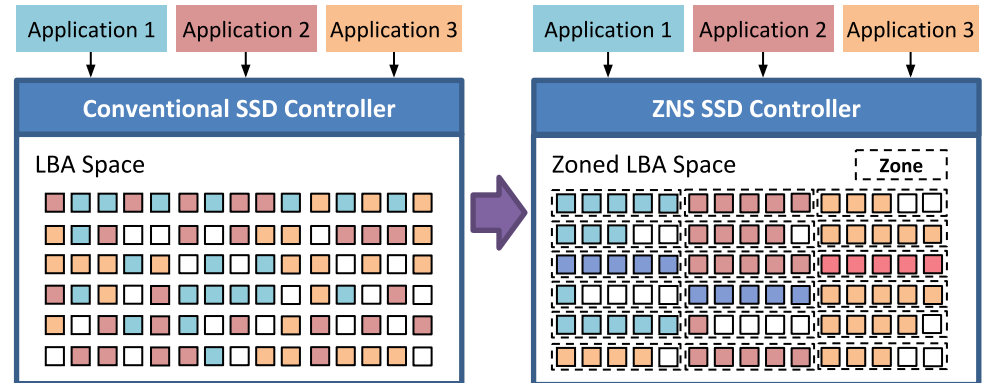 Application 1 Application 2 Application 3
Conventional SSD Controller
LBA Space
Application 1 Application 2 Application 3
ZNS SSD Controller
Zoned LBA Space
Zone